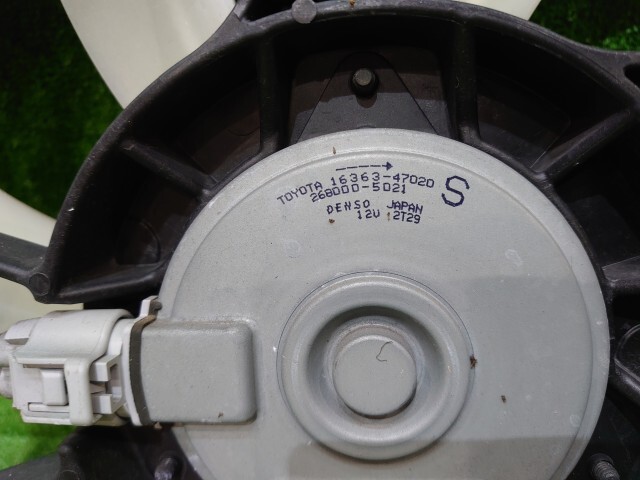 TOYOTA 16363-47020
268000-5021
S
DENSO JAPAN
12V 2T29